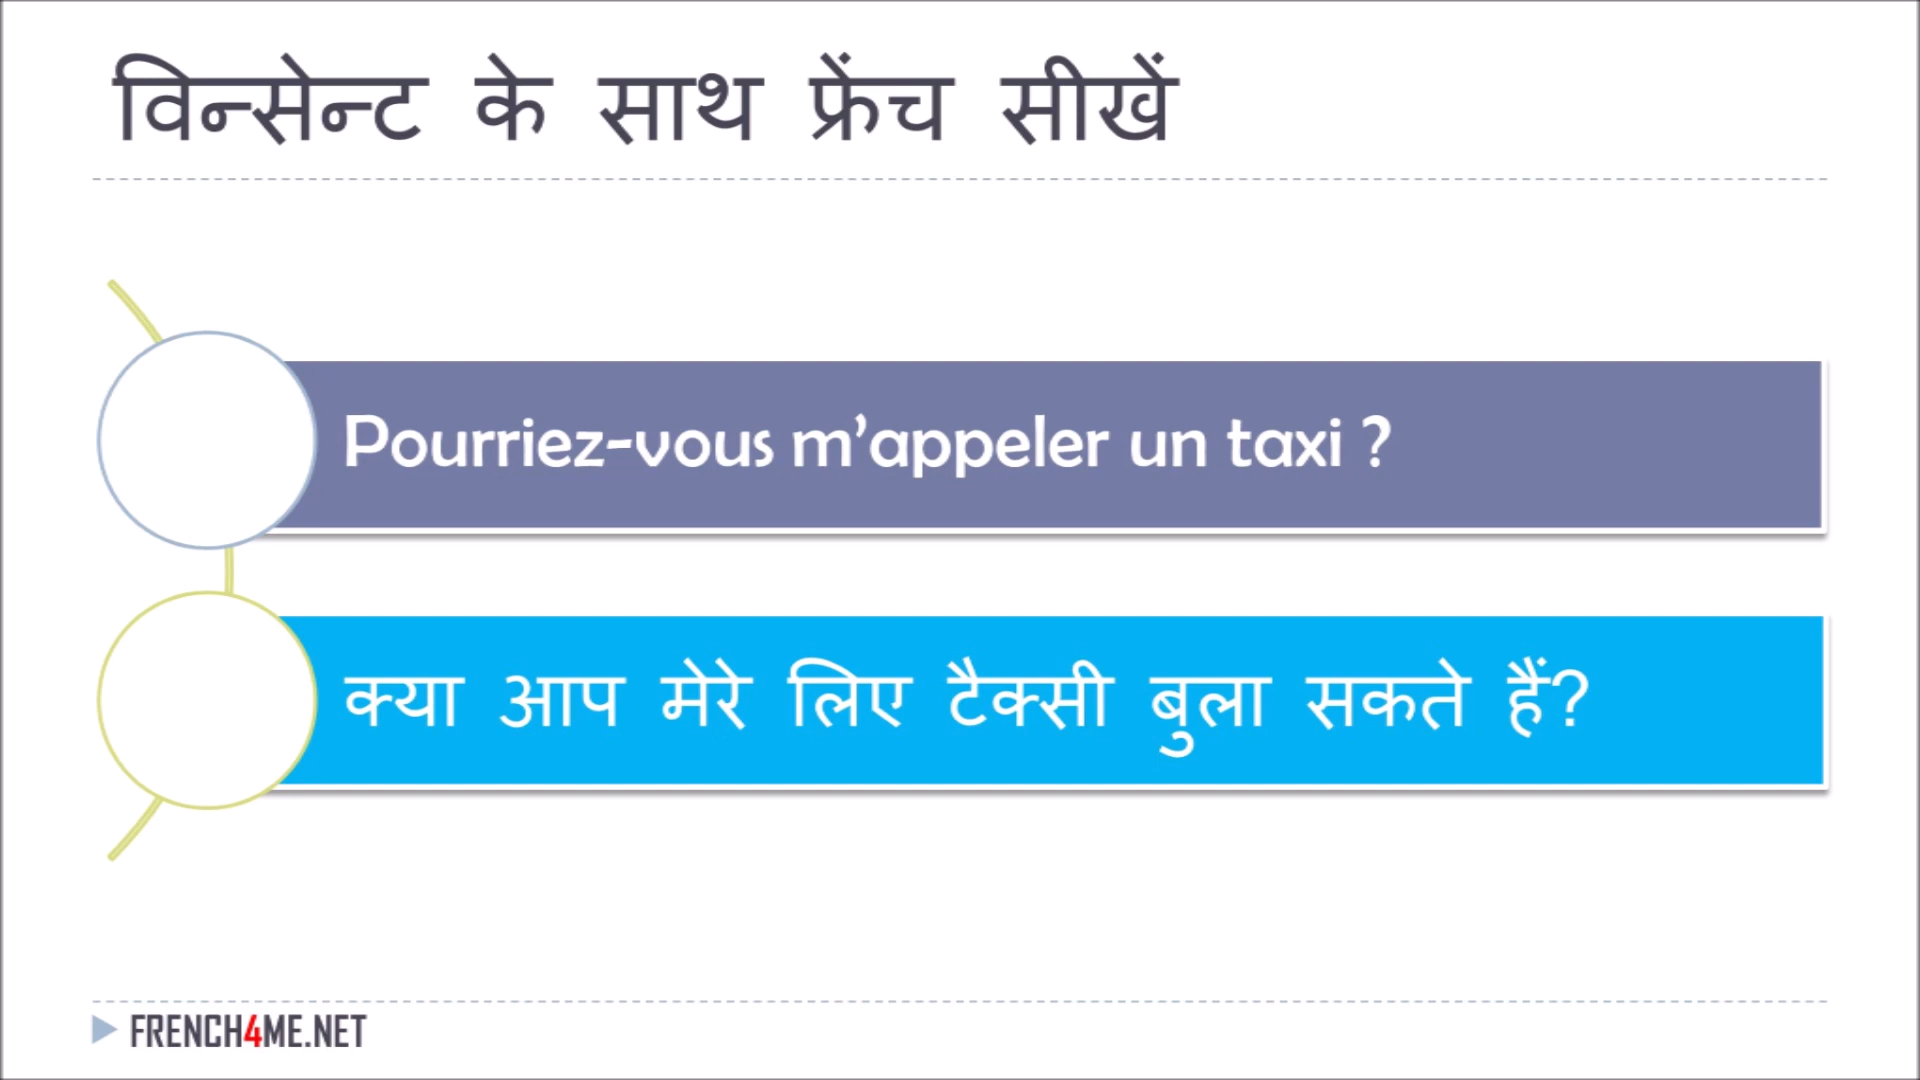 विन्सेन्ट के साथ फ्रेंच सीखें
Pourriez-vous m’appeler un taxi ?
क्या आप मेरे लिए टैक्सी बुला सकते हैं?
FRENCH4ME.NET